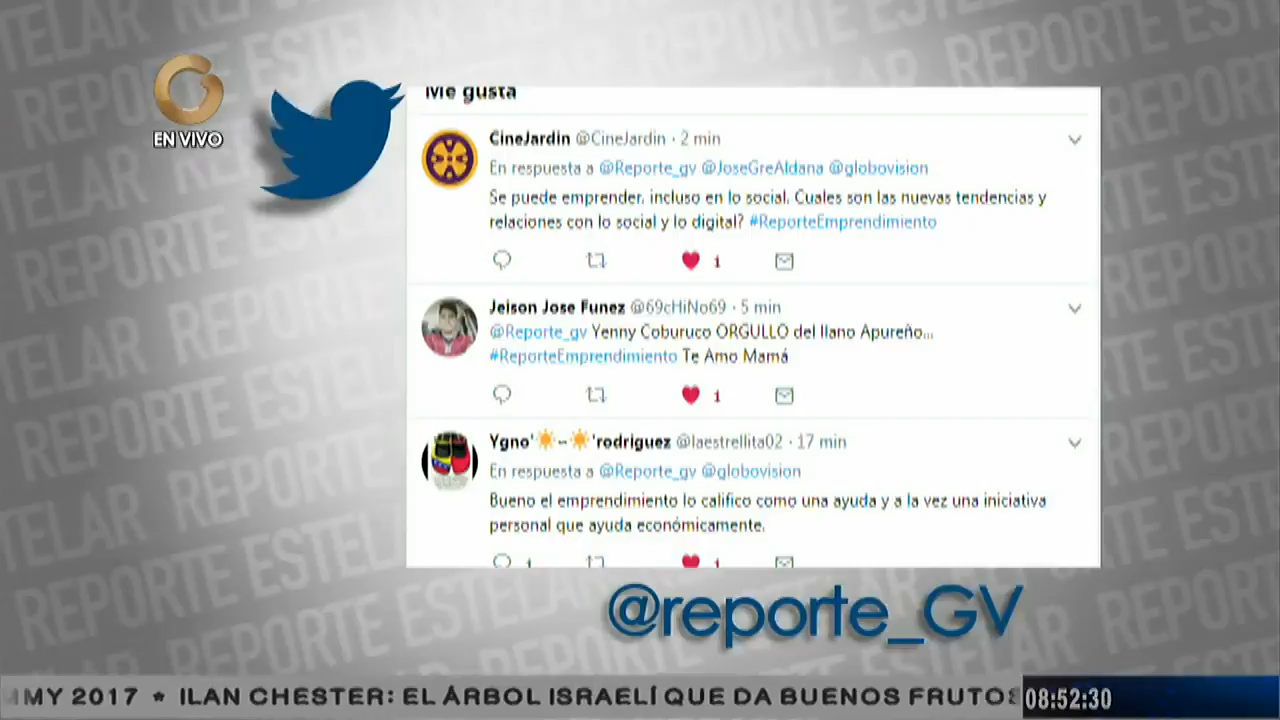 EN VIVO
Me gusta
CineJardin @CineJardin · 2 min
En respuesta a @Reporte_gv @JoseGreAldana @globovision
Se puede emprender, incluso en lo social. Cuales son las nuevas tendencias y
relaciones con lo social y lo digital? #ReporteEmprendimiento
1
Jeison Jose Funez @69cHiNo69 · 5 min
@Reporte_gv Yenny Coburuco ORGULLO del llano Apureño...
#ReporteEmprendimiento Te Amo Mamá
1
Ygno'☀–☀'rodriguez @laestrellita02 · 17 min
En respuesta a @Reporte_gv @globovision
Bueno el emprendimiento lo califico como una ayuda y a la vez una iniciativa
personal que ayuda económicamente.
1 1
@reporte_GV
MMY 2017 * ILAN CHESTER: EL ÁRBOL ISRAELÍ QUE DA BUENOS FRUTOS
08:52:30
REPORTE ESTELAR